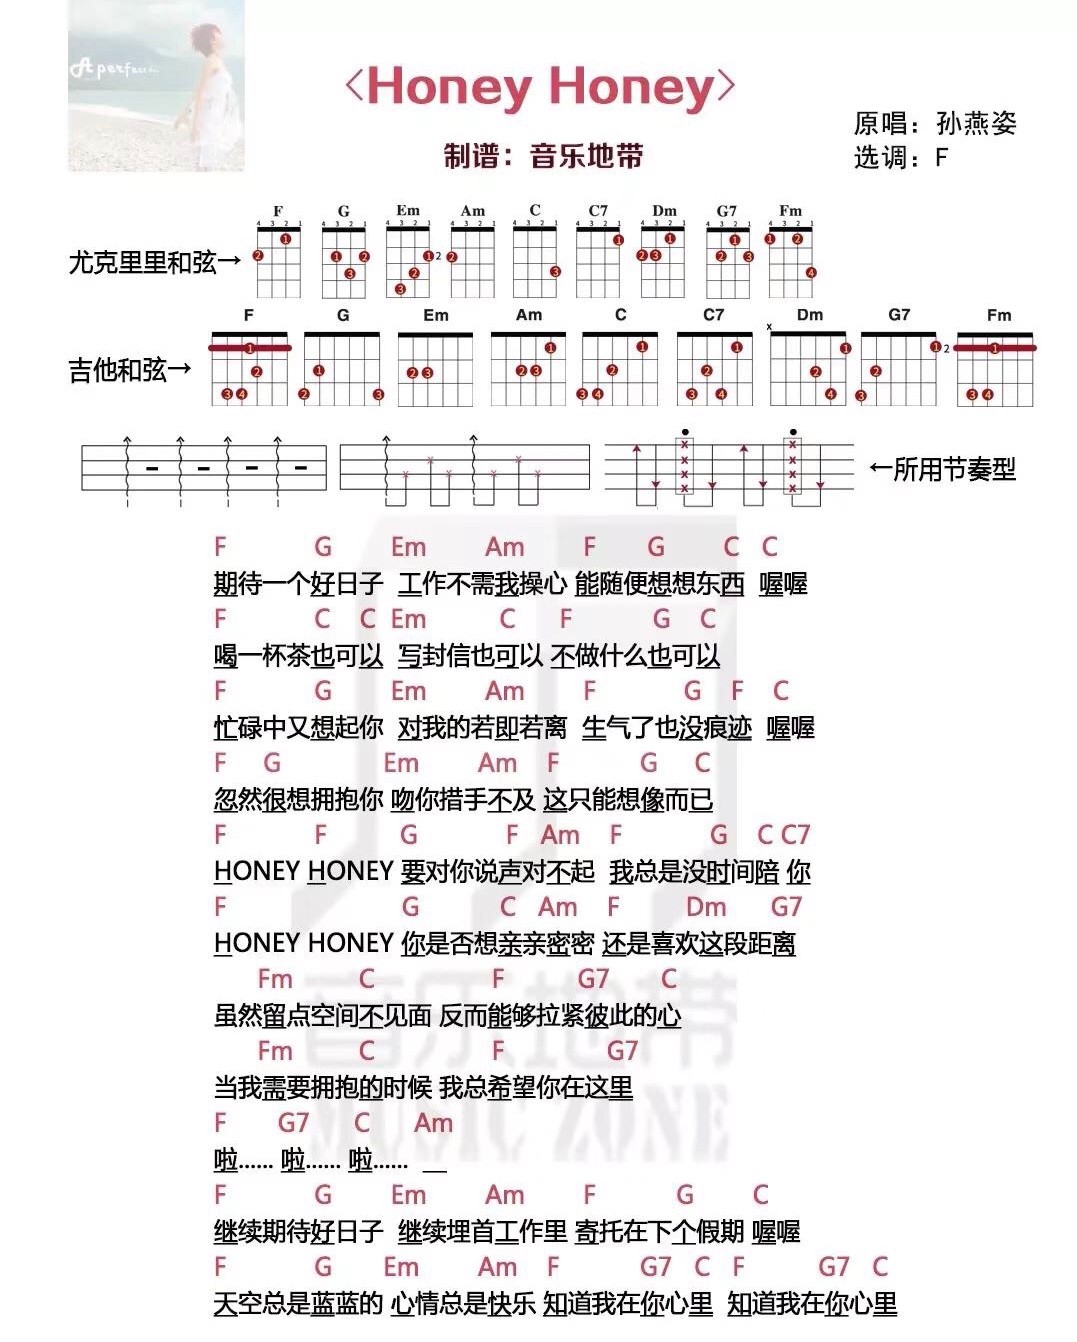 A perfect
<Honey Honey>
制谱：音乐地带
原唱：孙燕姿
选调：F
F G Em Am C C7 Dm G7 Fm
尤克里里和弦→
F G Em Am C C7 Dm G7 Fm
吉他和弦→
←所用节奏型
F G Em Am F G C C
期待一个好日子 工作不需我操心 能随便想想东西 喔喔
F C C Em C F G C
喝一杯茶也可以 写封信也可以 不做什么也可以
F G Em Am F G F C
忙碌中又想起你 对我的若即若离 生气了也没痕迹 喔喔
F G Em Am F G C
忽然很想拥抱你 吻你措手不及 这只能想像而已
F F G F Am F G C C7
HONEY HONEY 要对你说声对不起 我总是没时间陪 你
F G C Am F Dm G7
HONEY HONEY 你是否想亲亲密密 还是喜欢这段距离
Fm C F G7 C
虽然留点空间不见面 反而能够拉紧彼此的心
Fm C F G7
当我需要拥抱的时候 我总希望你在这里
F G7 C Am
啦…… 啦…… 啦…… __
F G Em Am F G C
继续期待好日子 继续埋首工作里 寄托在下个假期 喔喔
F G Em Am F G7 C F G7 C
天空总是蓝蓝的 心情总是快乐 知道我在你心里 知道我在你心里
音乐地带
MUSIC ZONE